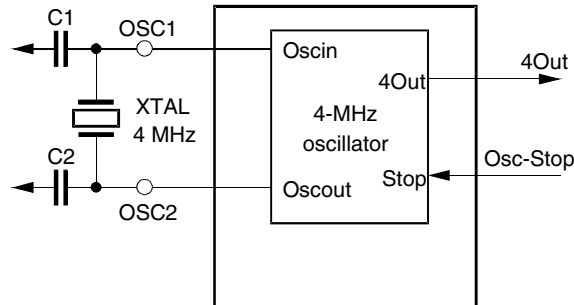 C1
OSC1
Oscin
4Out
4Out
XTAL
4 MHz
4-MHz
oscillator
C2
Osc-Stop
Stop
Oscout
OSC2